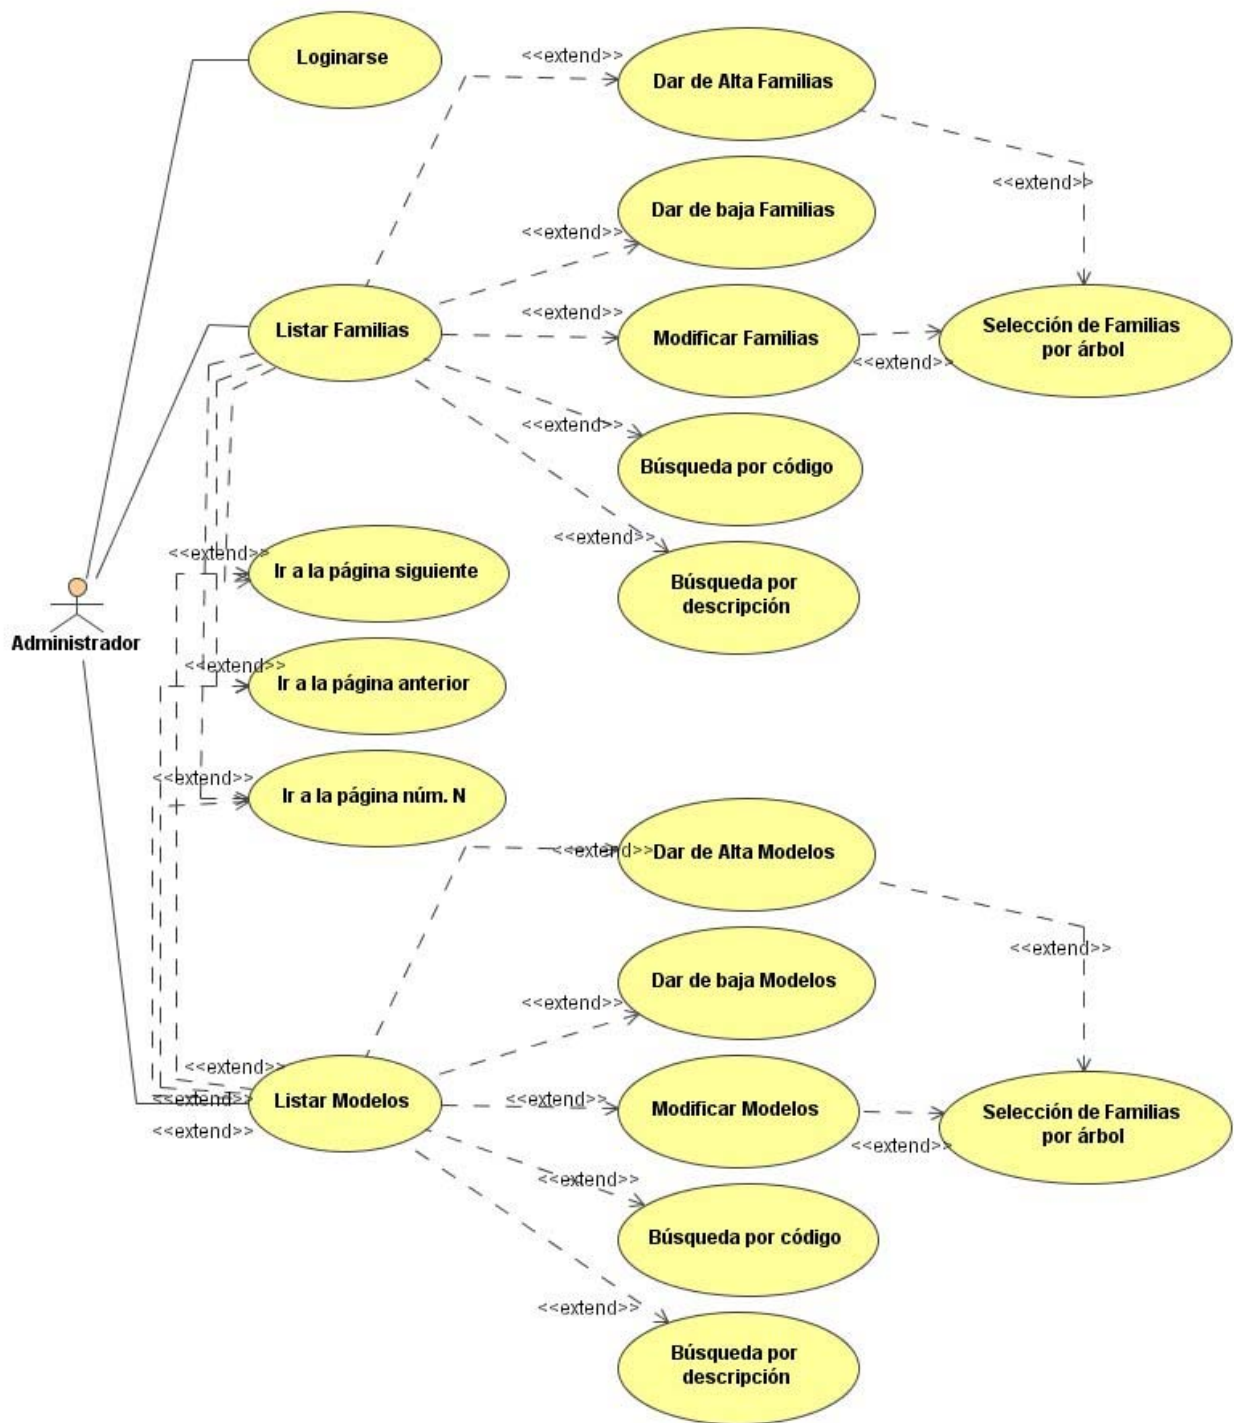 Loginarse
<<extend>>
Dar de Alta Familias
<<extend>>
Dar de baja Familias
<<extend>>
<<extend>>
Listar Familias
Modificar Familias
Selección de Familias
por árbol
<<extend>>
<<extend>>
Búsqueda por código
<<extend>>
<<extend>>
Ir a la página siguiente
Búsqueda por
descripción
Administrador
<<extend>>
Ir a la página anterior
<<extend>>
Ir a la página núm. N
<<extend>>
Dar de Alta Modelos
<<extend>>
Dar de baja Modelos
<<extend>>
<<extend>>
<<extend>>
<<extend>>
Listar Modelos
<<extend>>
Modificar Modelos
Selección de Familias
por árbol
<<extend>>
<<extend>>
<<extend>>
Búsqueda por código
<<extend>>
Búsqueda por
descripción